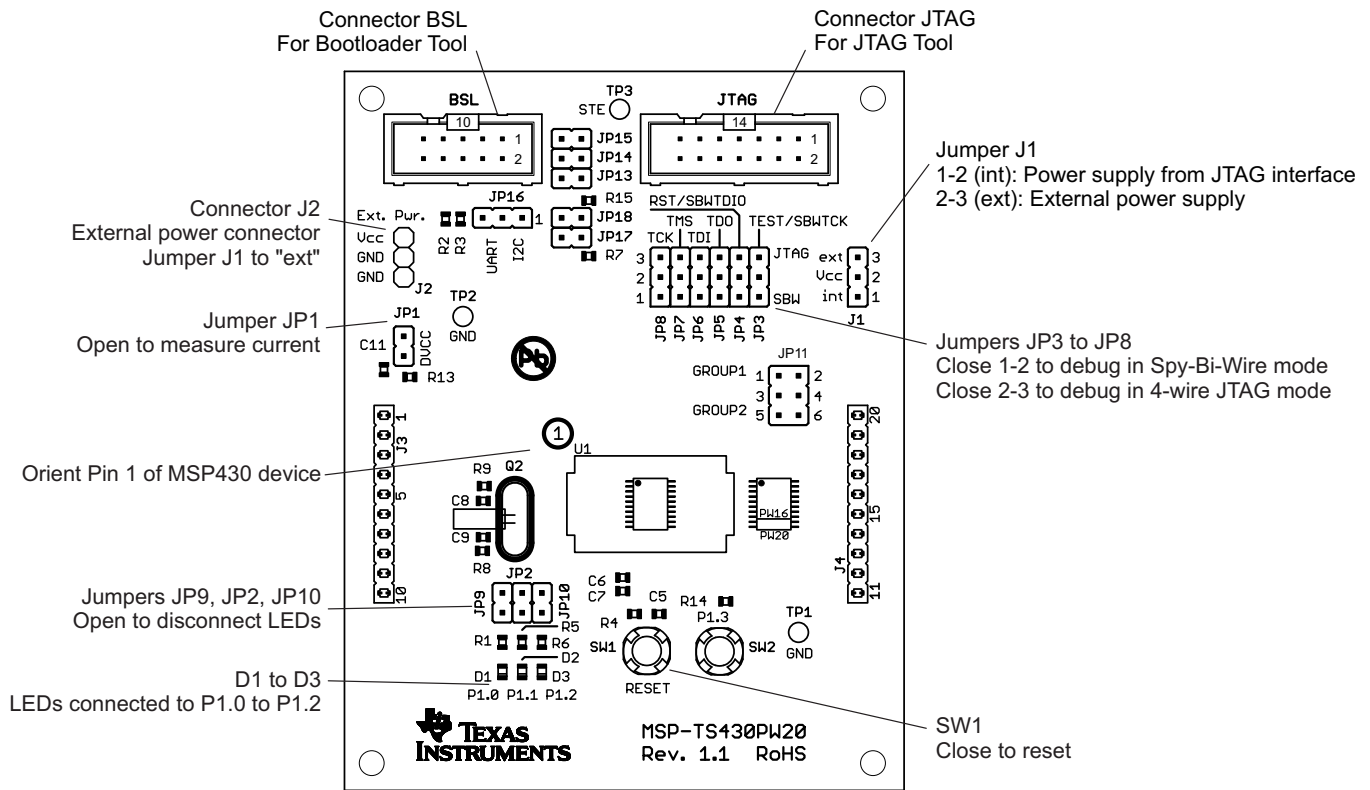 Connector BSL
For Bootloader Tool
Connector JTAG
For JTAG Tool
BSL
10
1
2
TP3
STE
JTAG
14
1
2
JP15
JP14
JP13
R15
JP16
1
R2
R3
UART
I2C
JP18
JP17
R7
Connector J2
External power connector
Jumper J1 to "ext"
Ext. Pwr.
Vcc
GND
GND
J2
RST/SBWTDIO
TMS
TDO
TEST/SBWTCK
TCK
TDI
3
2
1
JTAG
SBW
JP8
JP7
JP6
JP5
JP4
JP3
Jumper J1
1-2 (int): Power supply from JTAG interface
2-3 (ext): External power supply
ext
3
Vcc
2
int
1
J1
Jumper JP1
Open to measure current
JP1
C11
DVCC
R13
TP2
GND
Pb
Jumpers JP3 to JP8
Close 1-2 to debug in Spy-Bi-Wire mode
Close 2-3 to debug in 4-wire JTAG mode
JP11
GROUP1
1
2
3
4
GROUP2
5
6
1
J3
5
10
20
15
J4
11
Orient Pin 1 of MSP430 device
1
U1
PW16
PW20
R9
Q2
C8
C9
R8
Jumpers JP9, JP2, JP10
Open to disconnect LEDs
JP2
JP9
JP10
R5
R1
R6
D2
D1
D3
P1.0
P1.1
P1.2
D1 to D3
LEDs connected to P1.0 to P1.2
C6
C7
C5
R14
R4
P1.3
SW1
SW2
RESET
TP1
GND
SW1
Close to reset
TEXAS
INSTRUMENTS
MSP-TS430PW20
Rev. 1.1 RoHS